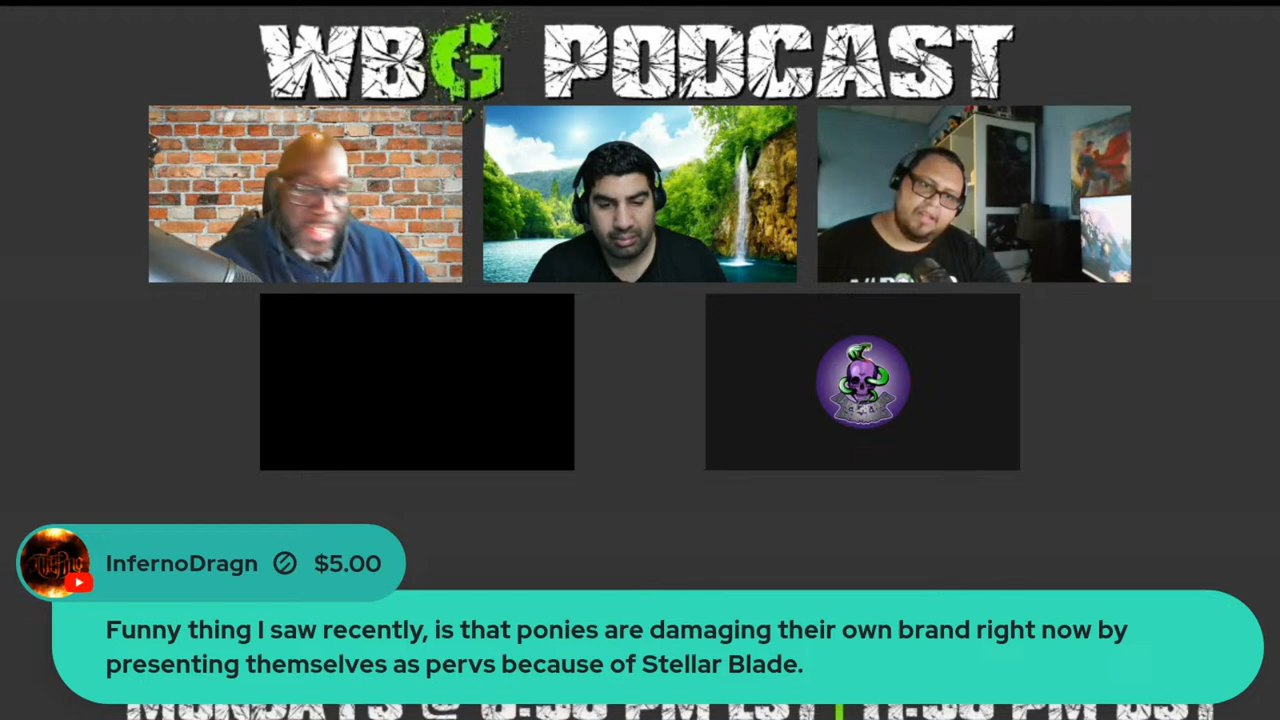 WBG PODCAST
InfernoDragn $5.00
Funny thing I saw recently, is that ponies are damaging their own brand right now by
presenting themselves as pervs because of Stellar Blade.
MONDAYS @